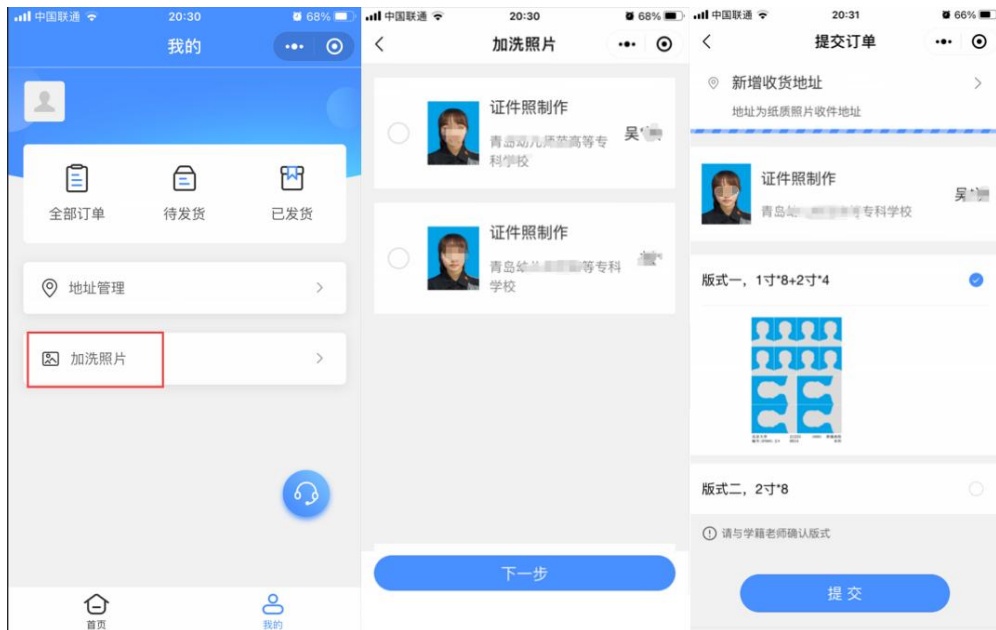 中国联通
20:30
68%
我的
全部订单
待发货
已发货
地址管理
加洗照片
首页
我的
中国联通
20:30
68%
加洗照片
证件照制作
青岛幼儿师范高等专
科学校
吴
证件照制作
青岛 等专科
学校
下一步
中国联通
20:31
66%
提交订单
新增收货地址
地址为纸质照片收件地址
证件照制作
青岛 专科学校
吴
版式一，1寸*8+2寸*4
版式二，2寸*8
请与学籍老师确认版式
提交